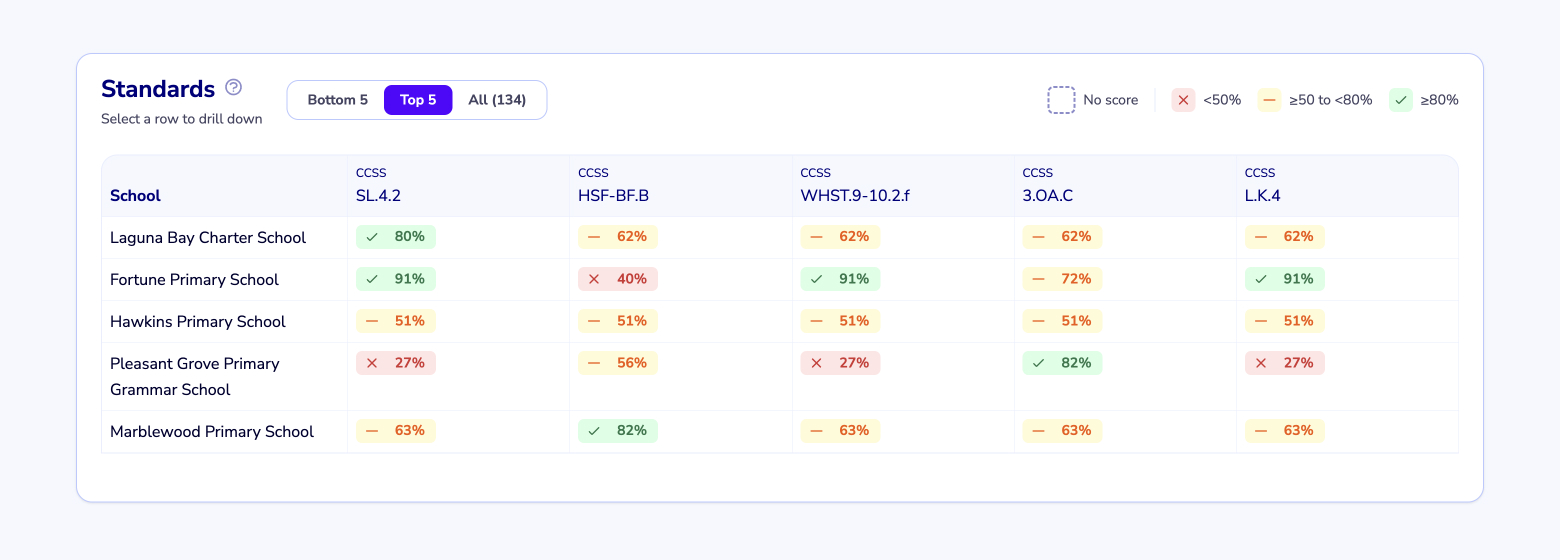 Standards
Select a row to drill down
Bottom 5 Top 5 All (134)
No score <50% ≥50 to <80% ≥80%
School CCSS SL.4.2 CCSS HSF-BF.B CCSS WHST.9-10.2.f CCSS 3.OA.C CCSS L.K.4
Laguna Bay Charter School 80% 62% 62% 62% 62%
Fortune Primary School 91% 40% 91% 72% 91%
Hawkins Primary School 51% 51% 51% 51% 51%
Pleasant Grove Primary
Grammar School 27% 56% 27% 82% 27%
Marblewood Primary School 63% 82% 63% 63% 63%